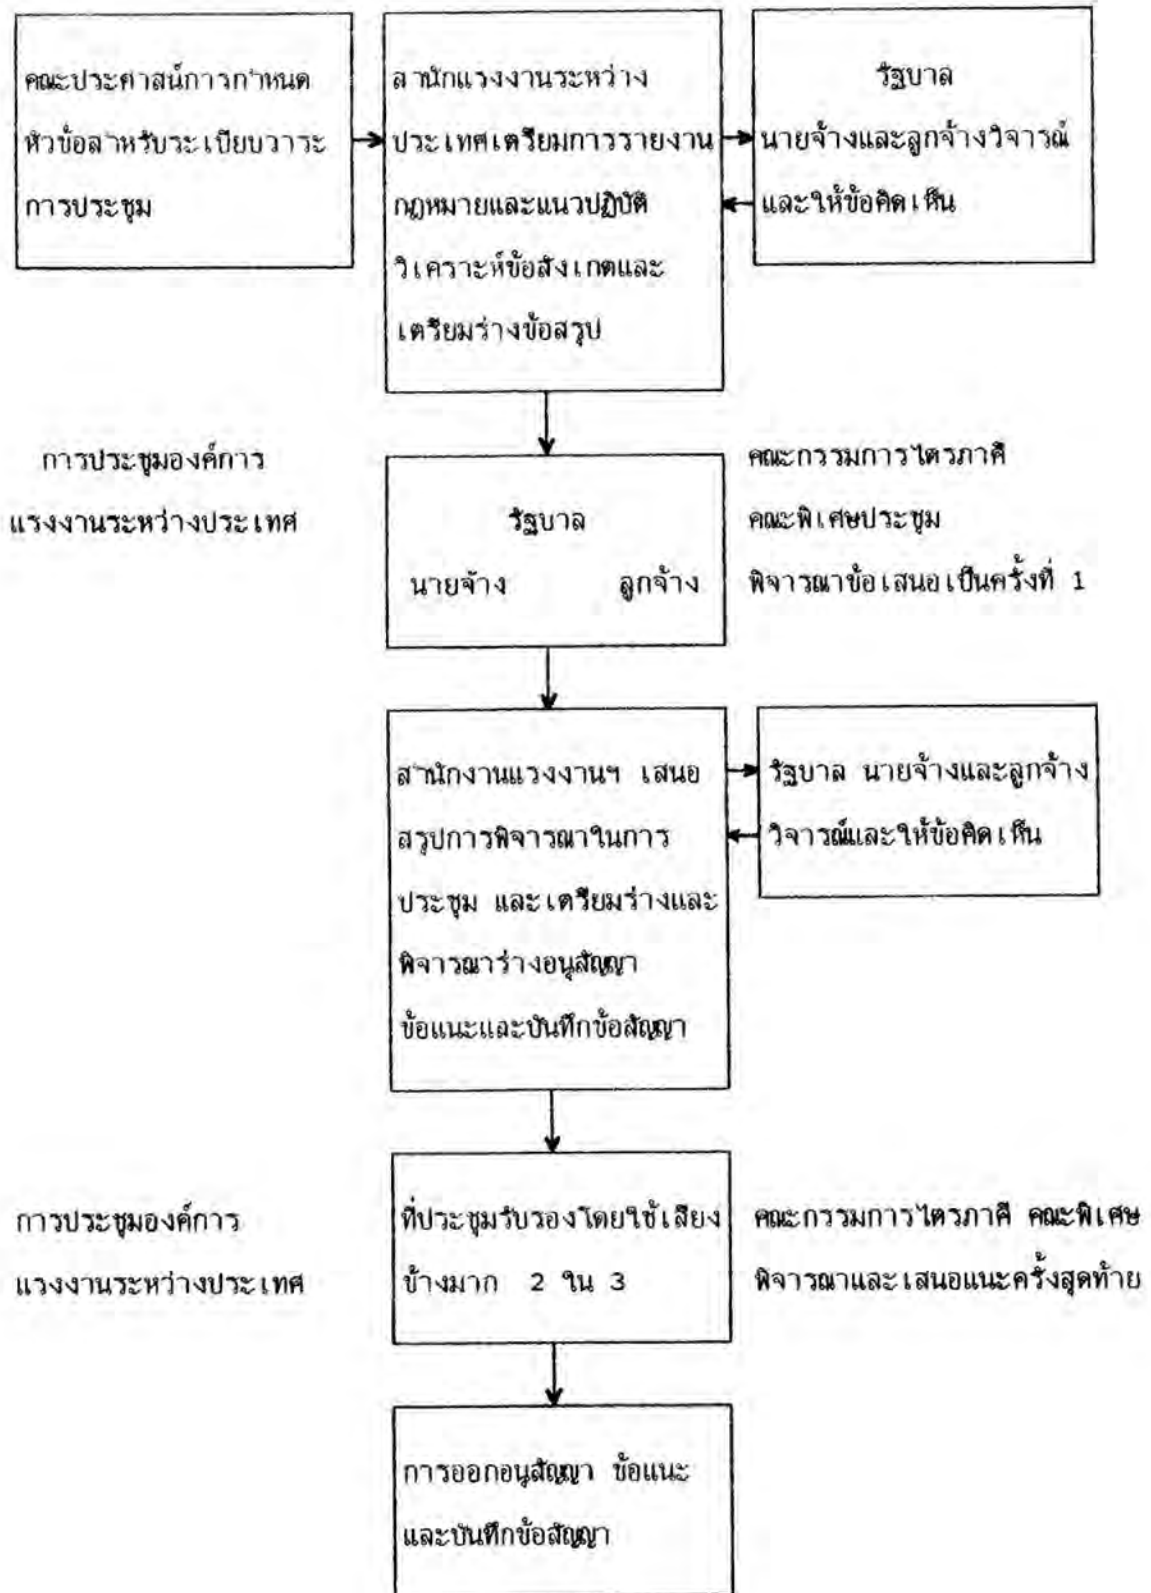 คณะประศาสน์การกำหนด
หัวข้อสำหรับระเบียบวาระ
การประชุม
สำนักแรงงานระหว่าง
ประเทศเตรียมการรายงาน
กฎหมายและแนวปฏิบัติ
วิเคราะห์ข้อสังเกตและ
เตรียมร่างข้อสรุป
รัฐบาล
นายจ้างและลูกจ้างวิจารณ์
และให้ข้อคิดเห็น
การประชุมองค์การ
แรงงานระหว่างประเทศ
รัฐบาล
นายจ้าง ลูกจ้าง
คณะกรรมการไตรภาคี
คณะพิเศษประชุม
พิจารณาข้อเสนอเป็นครั้งที่ 1
สำนักงานแรงงานฯ เสนอ
สรุปการพิจารณาในการ
ประชุม และเตรียมร่างและ
พิจารณาร่างอนุสัญญา
ข้อแนะและบันทึกข้อสัญญา
รัฐบาล นายจ้างและลูกจ้าง
วิจารณ์และให้ข้อคิดเห็น
การประชุมองค์การ
แรงงานระหว่างประเทศ
ที่ประชุมรับรองโดยใช้เสียง
ข้างมาก 2 ใน 3
คณะกรรมการไตรภาคี คณะพิเศษ
พิจารณาและเสนอแนะครั้งสุดท้าย
การออกอนุสัญญา ข้อแนะ
และบันทึกข้อสัญญา